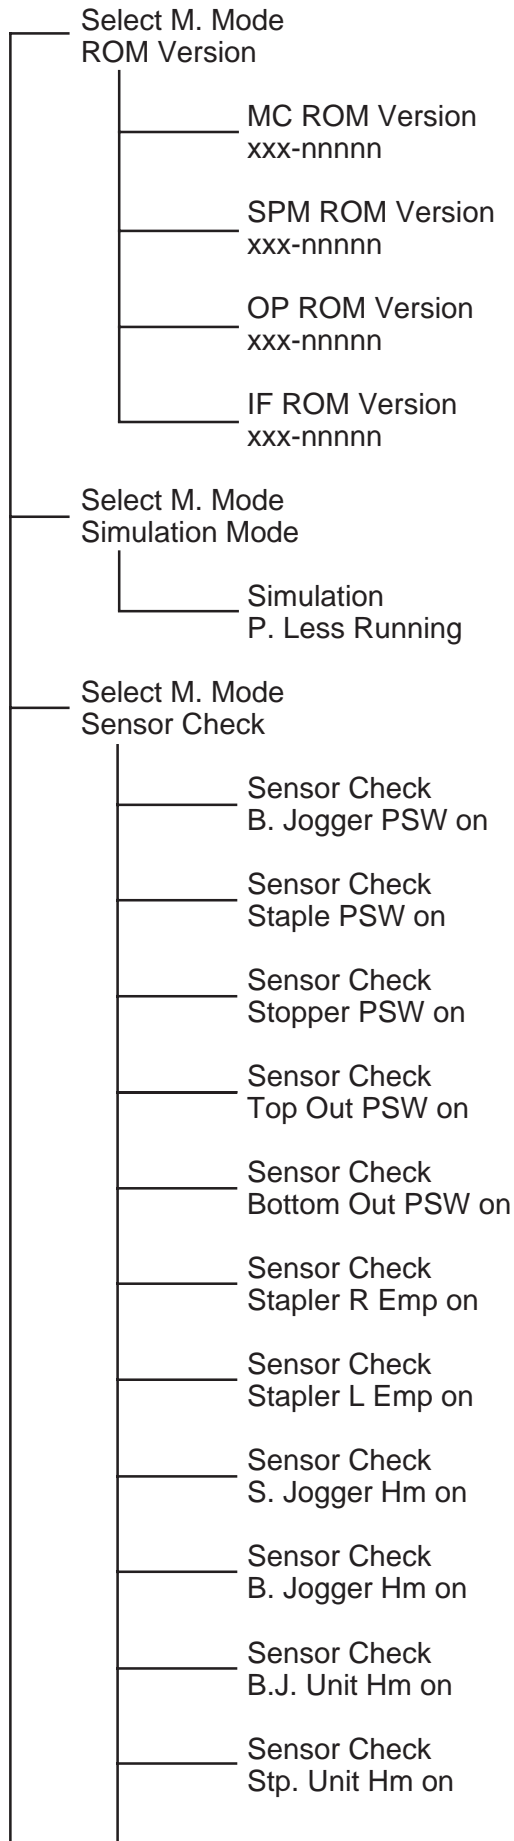 Select M. Mode
ROM Version
MC ROM Version
xxx-nnnnn
SPM ROM Version
xxx-nnnnn
OP ROM Version
xxx-nnnnn
IF ROM Version
xxx-nnnnn
Select M. Mode
Simulation Mode
Simulation
P. Less Running
Select M. Mode
Sensor Check
Sensor Check
B. Jogger PSW on
Sensor Check
Staple PSW on
Sensor Check
Stopper PSW on
Sensor Check
Top Out PSW on
Sensor Check
Bottom Out PSW on
Sensor Check
Stapler R Emp on
Sensor Check
Stapler L Emp on
Sensor Check
S. Jogger Hm on
Sensor Check
B. Jogger Hm on
Sensor Check
B.J. Unit Hm on
Sensor Check
Stp. Unit Hm on